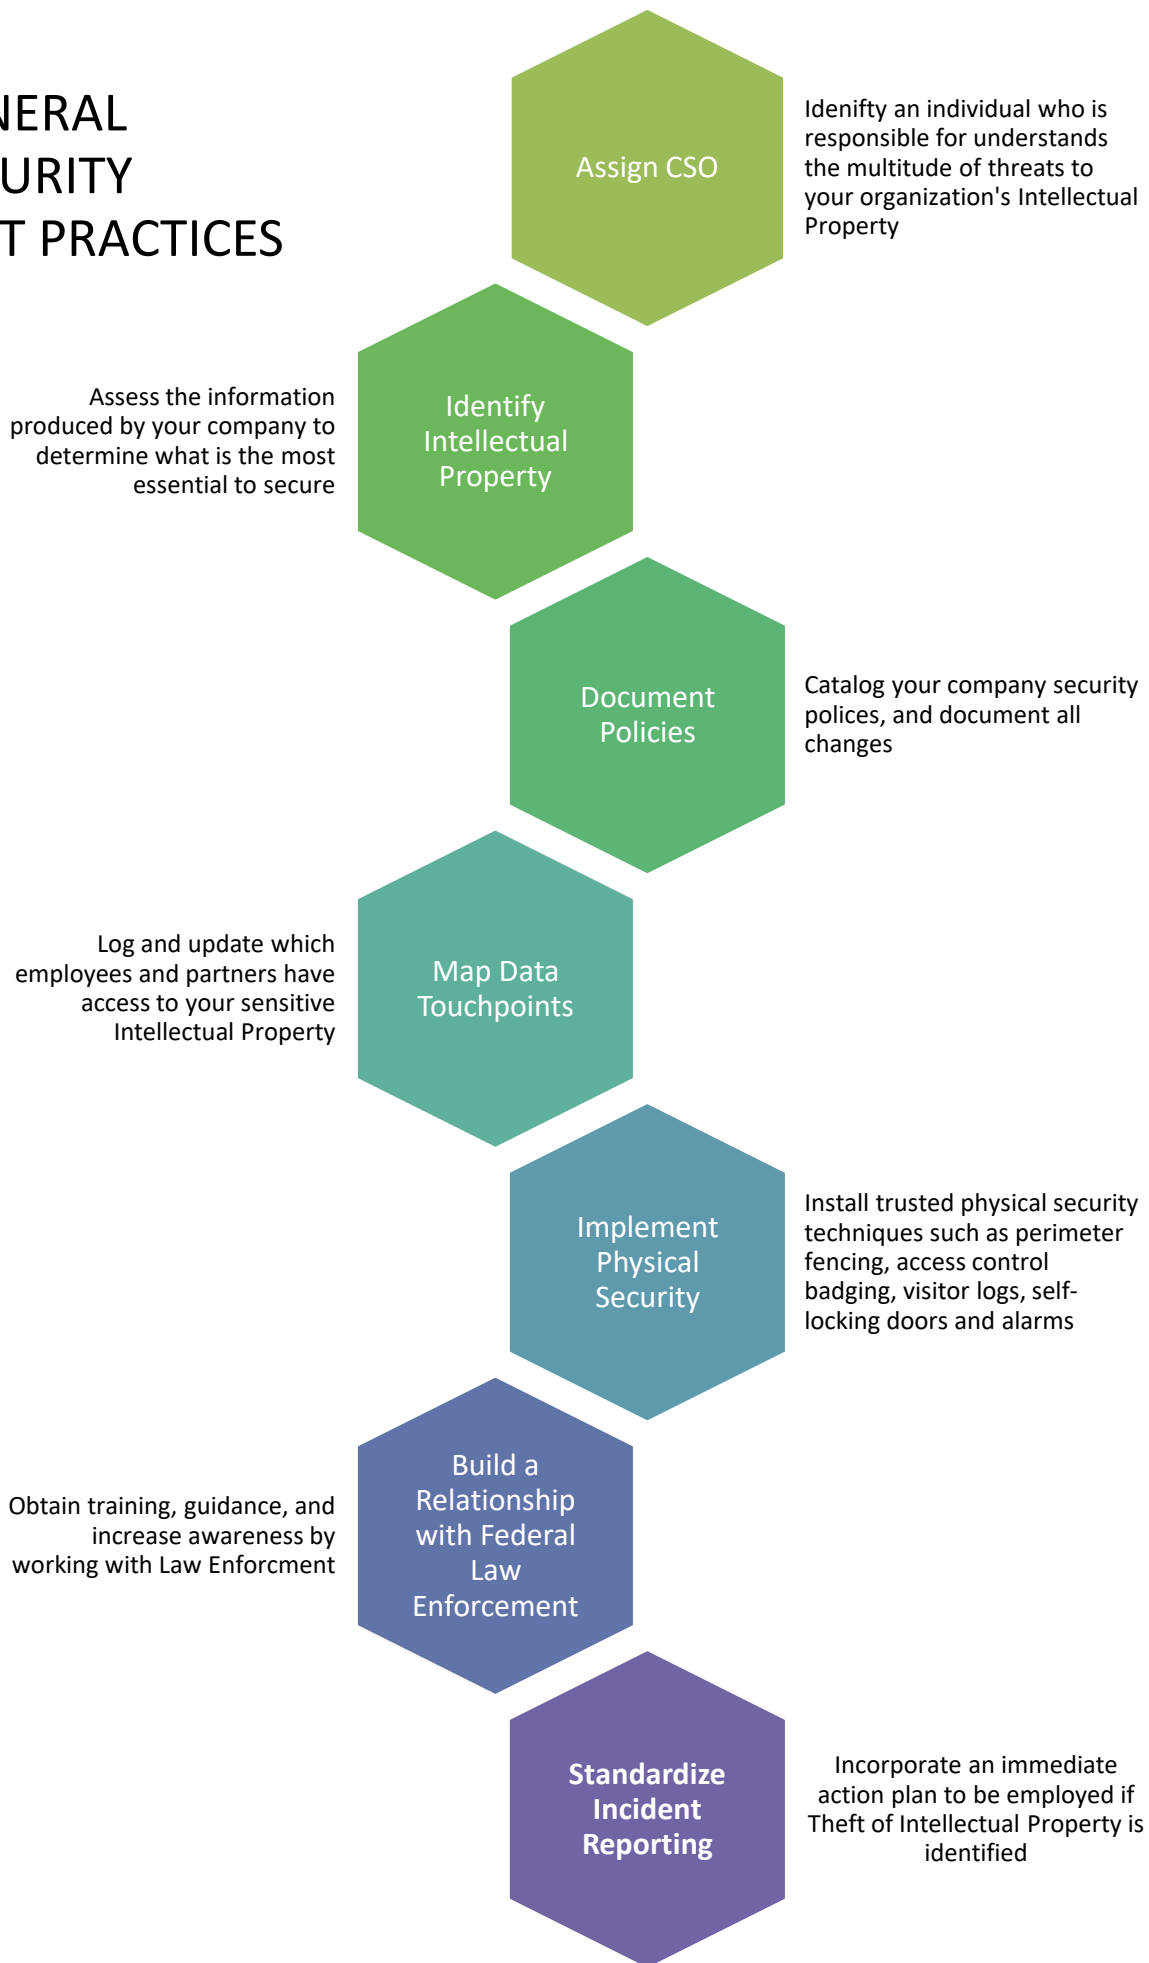 NERAL
URITY
T PRACTICES
Assign CSO
Idenifty an individual who is
responsible for understands
the multitude of threats to
your organization's Intellectual
Property
Assess the information
produced by your company to
determine what is the most
essential to secure
Identify
Intellectual
Property
Document
Policies
Catalog your company security
polices, and document all
changes
Log and update which
employees and partners have
access to your sensitive
Intellectual Property
Map Data
Touchpoints
Implement
Physical
Security
Install trusted physical security
techniques such as perimeter
fencing, access control
badging, visitor logs, self-
locking doors and alarms
Obtain training, guidance, and
increase awareness by
working with Law Enforcment
Build a
Relationship
with Federal
Law
Enforcement
Standardize
Incident
Reporting
Incorporate an immediate
action plan to be employed if
Theft of Intellectual Property is
identified